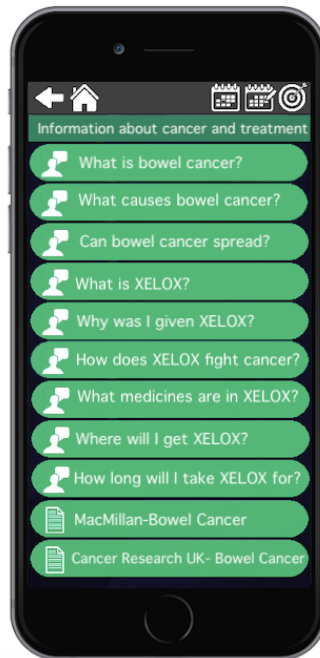 Information about cancer and treatment
What is bowel cancer?
What causes bowel cancer?
Can bowel cancer spread?
What is XELOX?
Why was I given XELOX?
How does XELOX fight cancer?
What medicines are in XELOX?
Where will I get XELOX?
How long will I take XELOX for?
MacMillan-Bowel Cancer
Cancer Research UK- Bowel Cancer